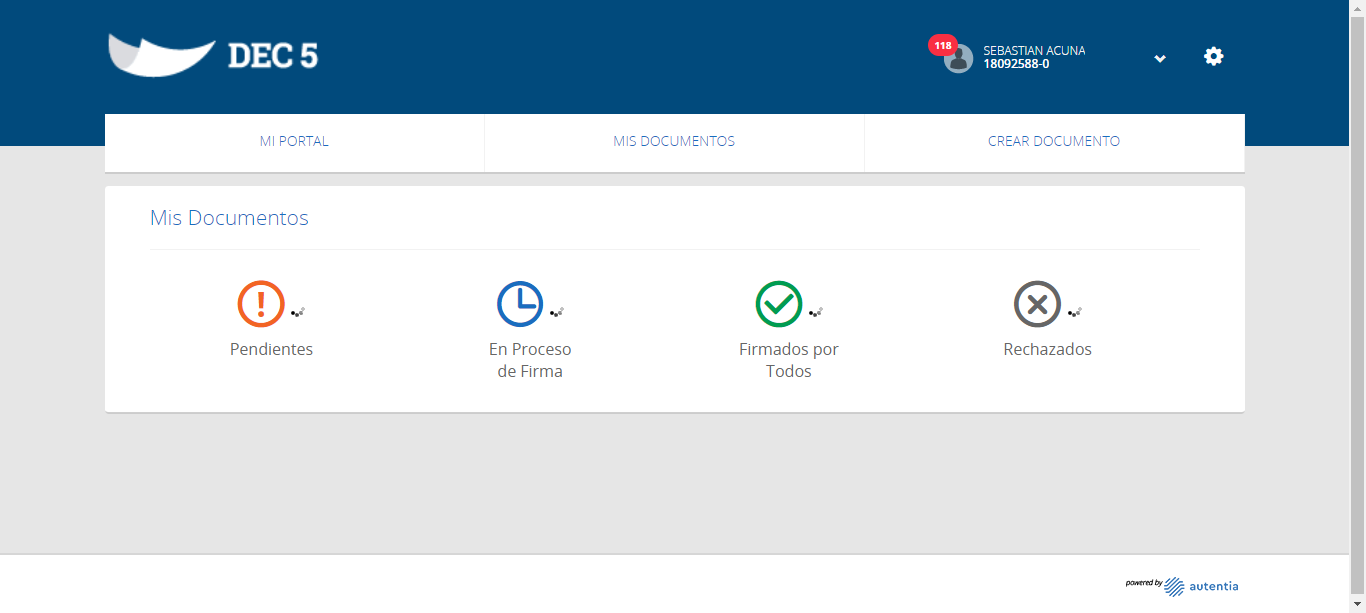 DEC 5
118
SEBASTIAN ACUNA
18092588-0
MI PORTAL
MIS DOCUMENTOS
CREAR DOCUMENTO
Mis Documentos
Pendientes
En Proceso
de Firma
Firmados por
Todos
Rechazados
powered by
autentia